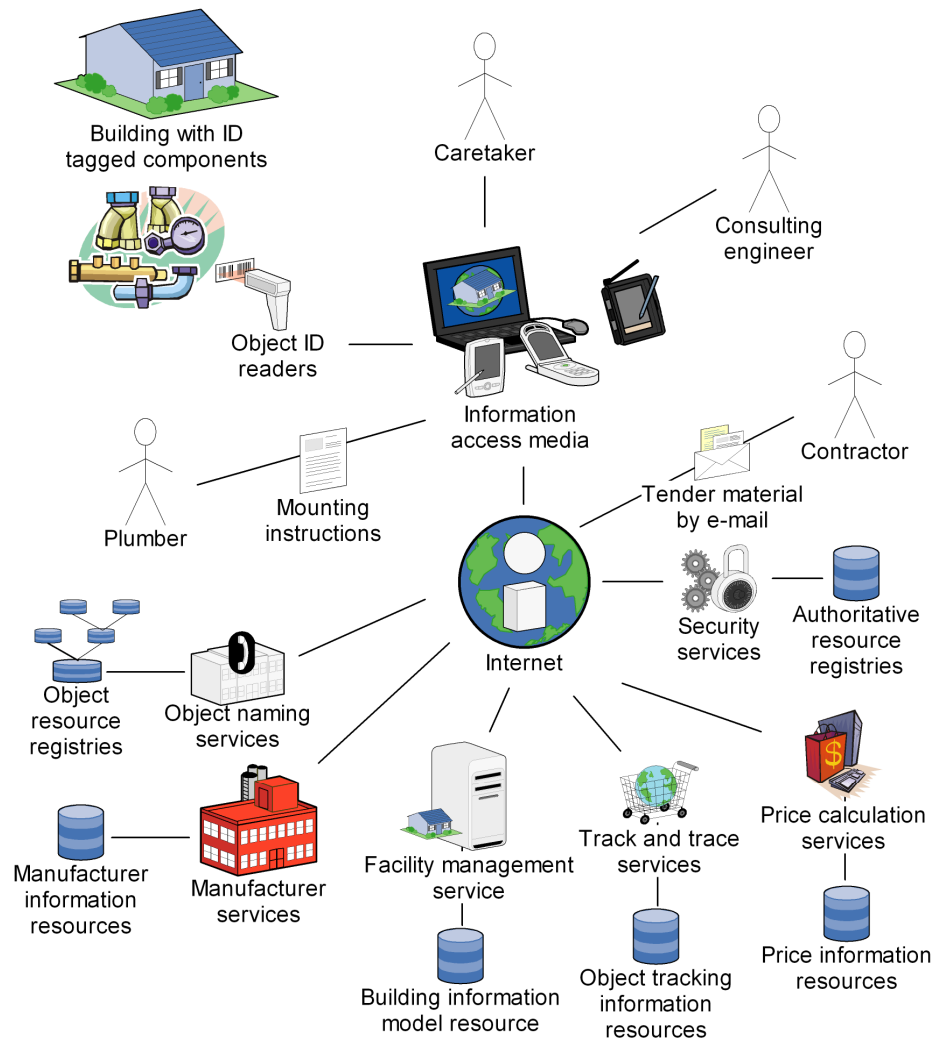 Building with ID
tagged components
Caretaker
Consulting
engineer
Object ID
readers
Information
access media
Contractor
Tender material
by e-mail
Plumber
Mounting
instructions
Internet
Security
services
Authoritative
resource
registries
Object
resource
registries
Object naming
services
Manufacturer
information
resources
Manufacturer
services
Facility management
service
Building information
model resource
Track and trace
services
Object tracking
information
resources
$
Price calculation
services
Price information
resources